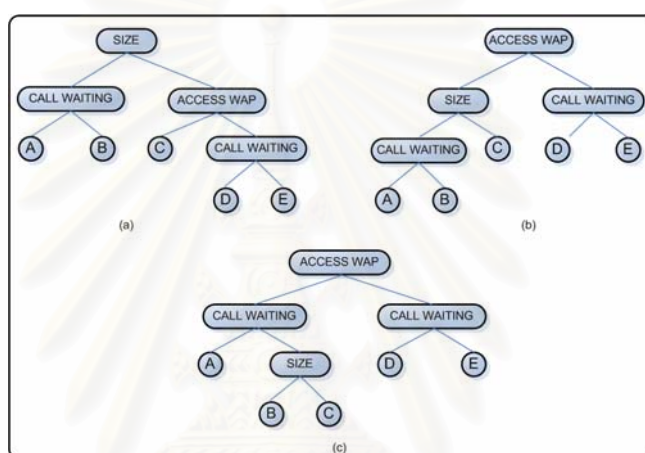 SIZE
CALL WAITING
ACCESS WAP
A
B
C
CALL WAITING
D
E
(a)
ACCESS WAP
SIZE
CALL WAITING
CALL WAITING
C
D
E
A
B
(b)
ACCESS WAP
CALL WAITING
CALL WAITING
A
SIZE
D
E
B
C
(c)